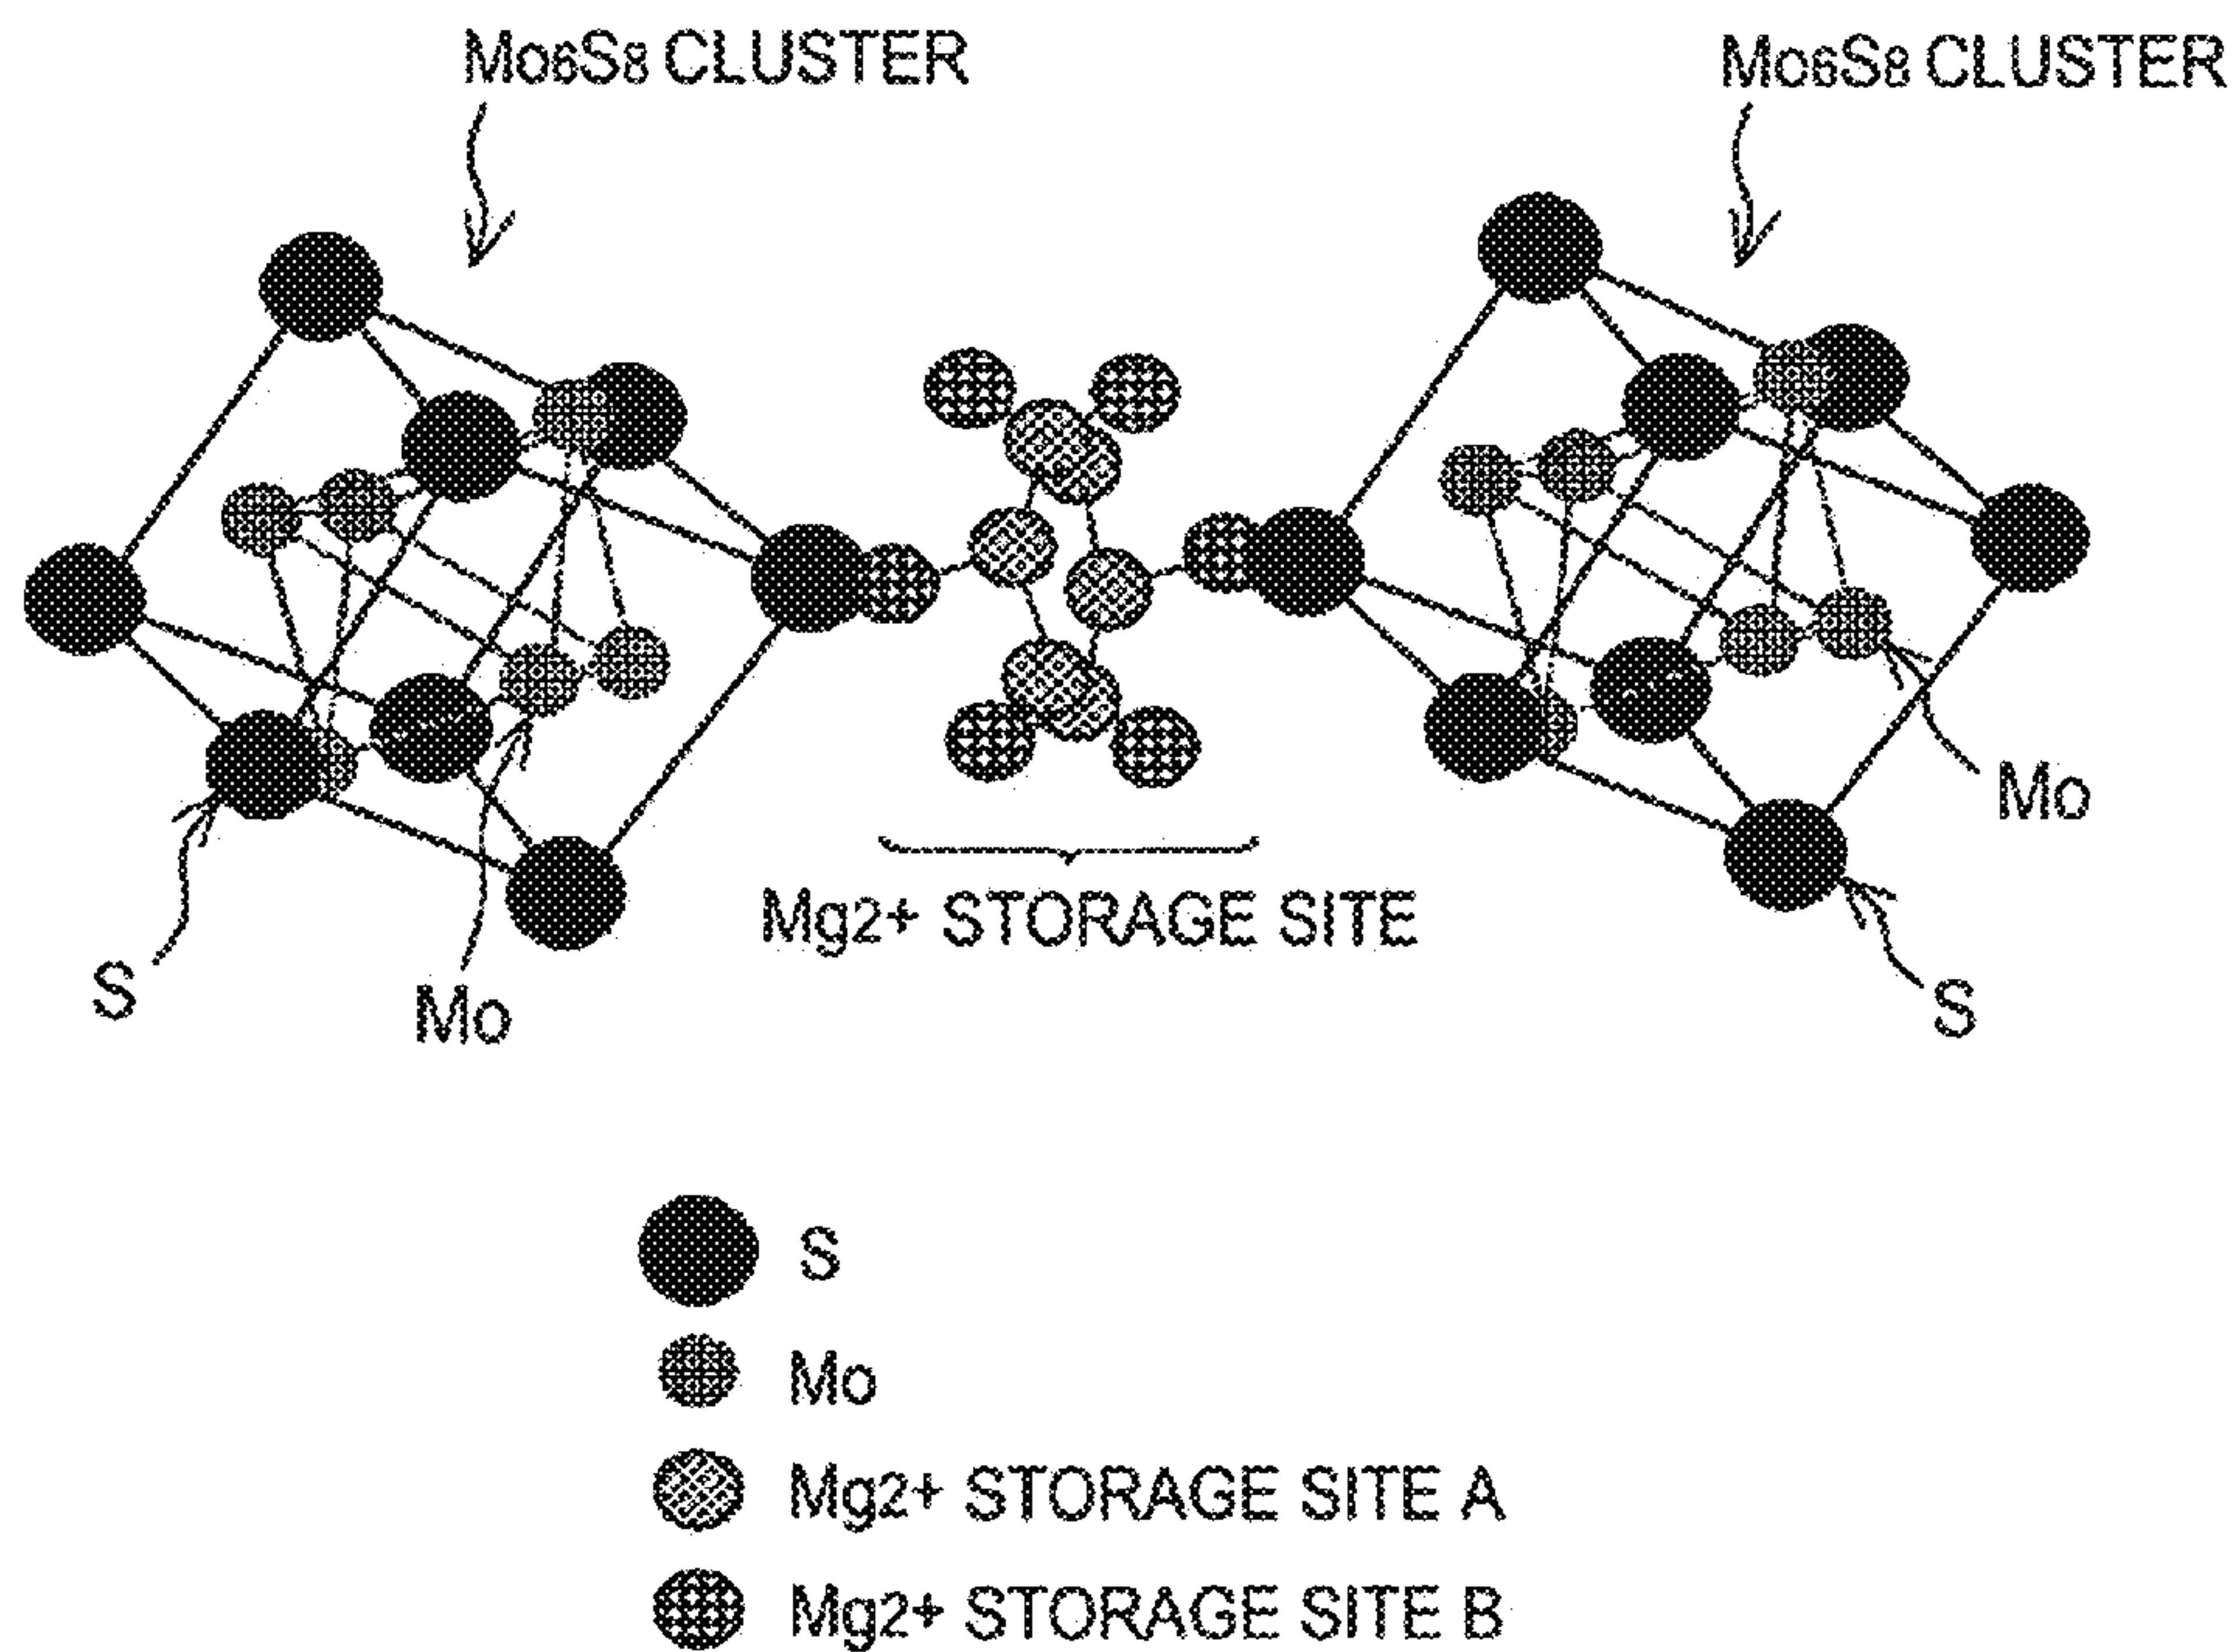 Mo6S8 CLUSTER
Mo6S8 CLUSTER
Mo
Mg2+ STORAGE SITE
S
Mo
S
S
Mo
Mg2+ STORAGE SITE A
Mg2+ STORAGE SITE B